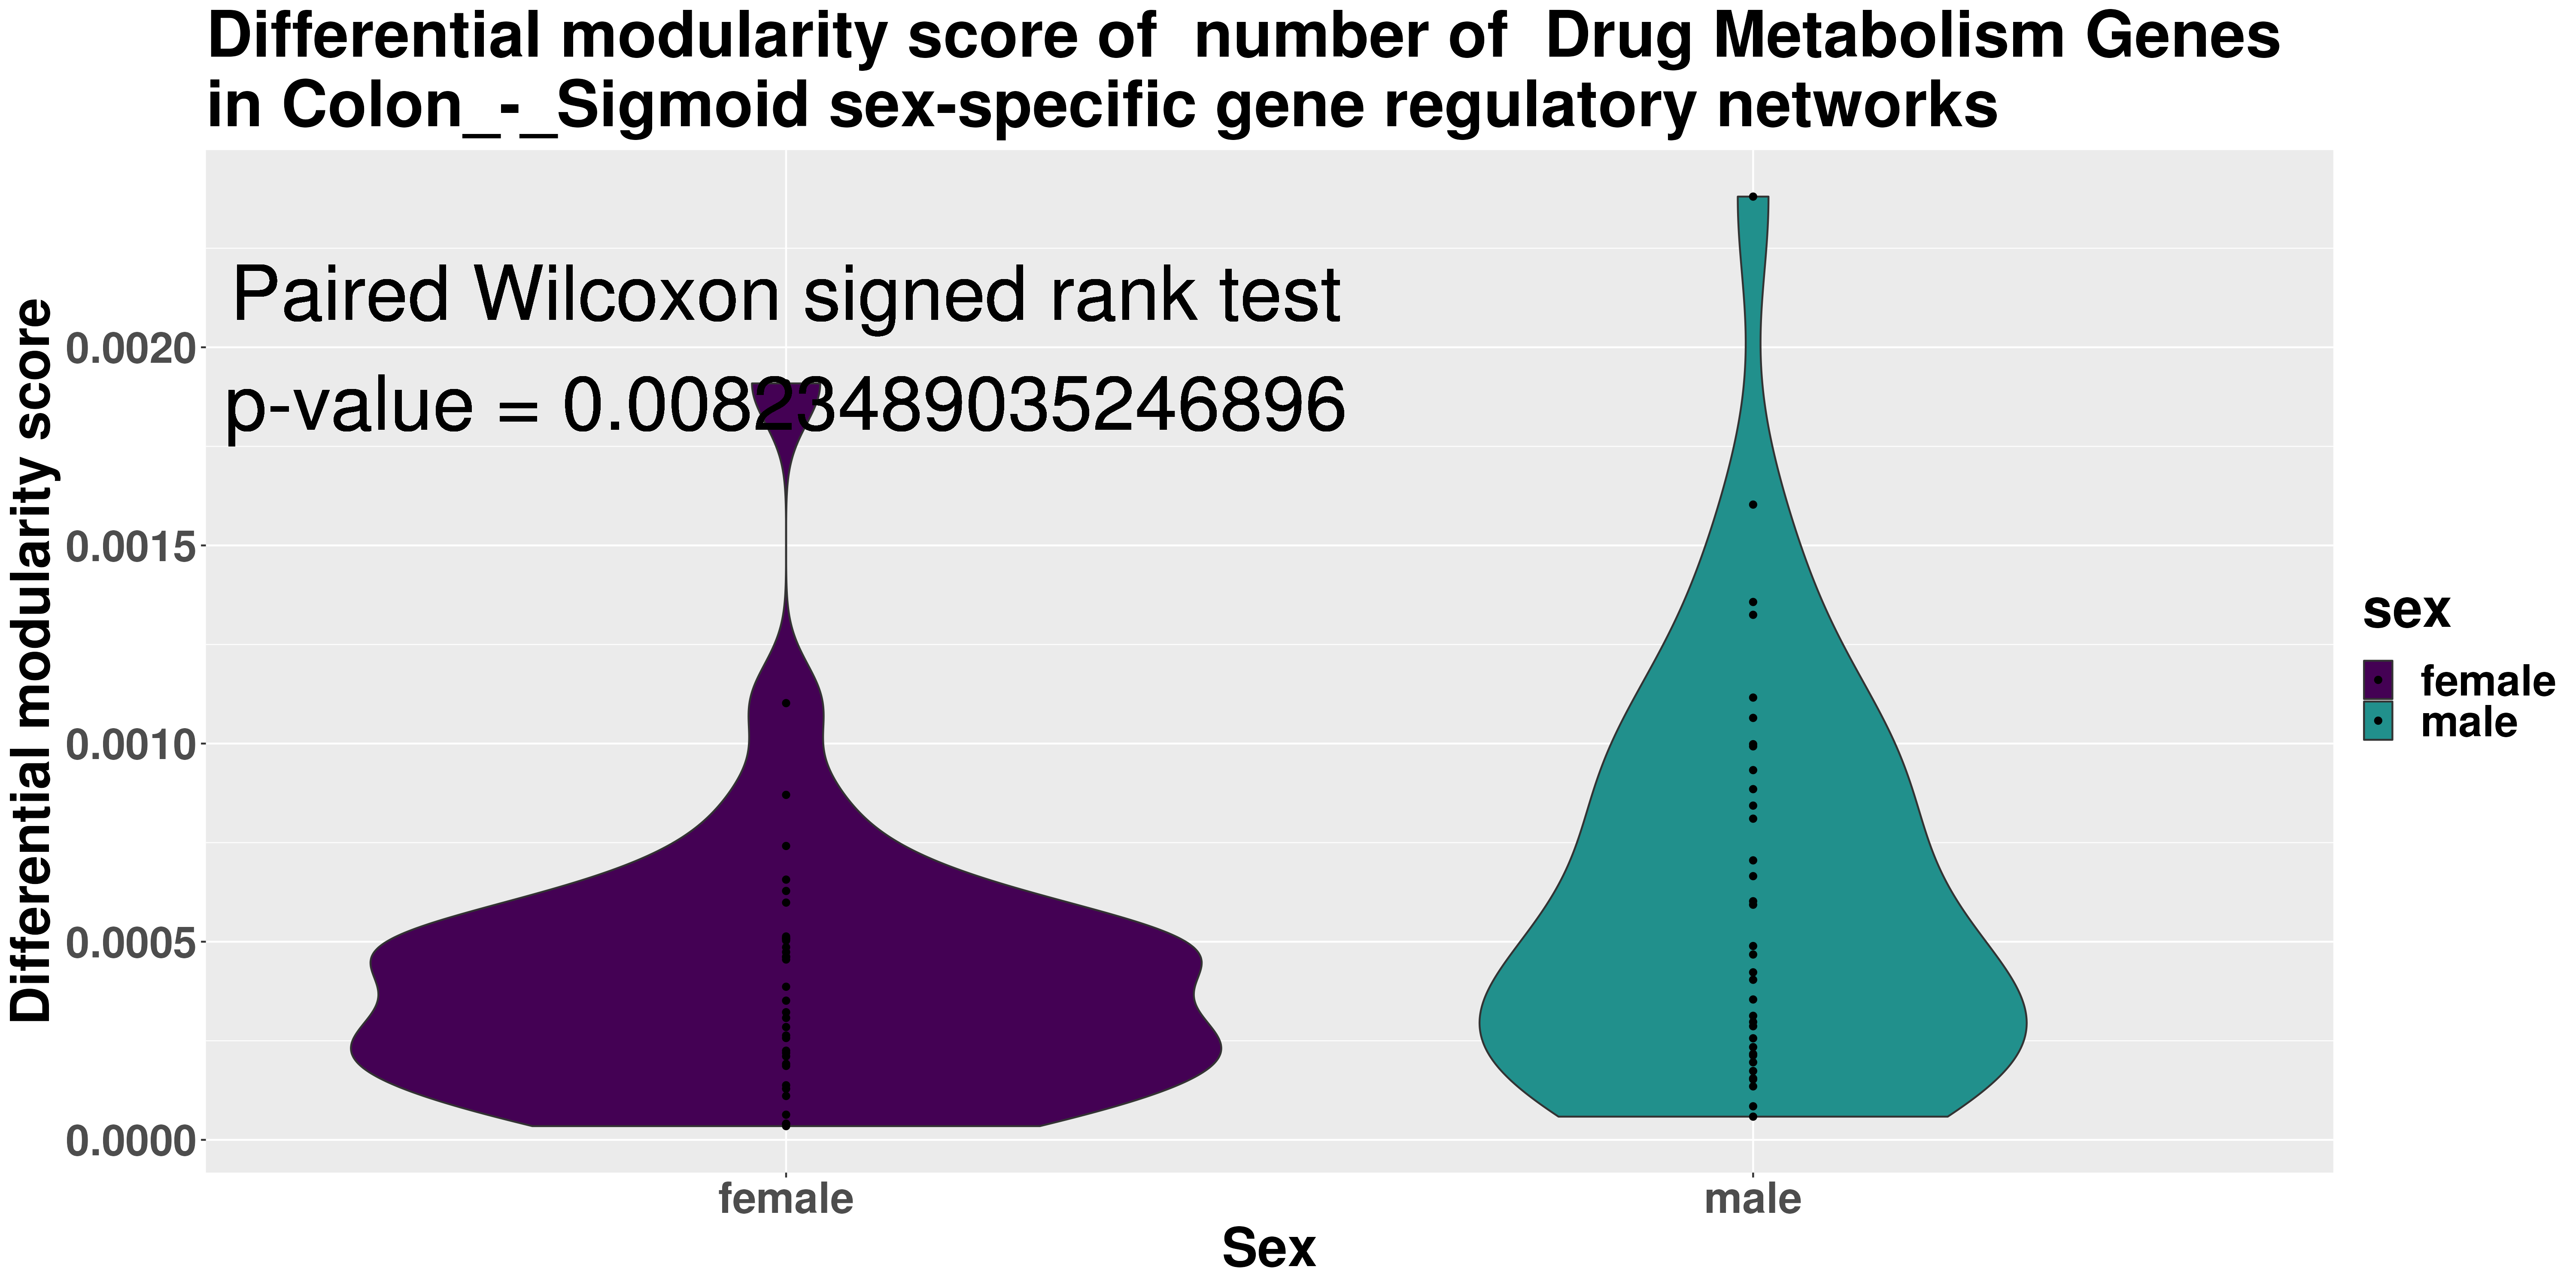 Differential modularity score of  number of  Drug Metabolism Genes
in Colon_-_Sigmoid sex-specific gene regulatory networks
Paired Wilcoxon signed rank test
p-value = 0.00823489035246896
Differential modularity score
0.0020
0.0015
0.0010
0.0005
0.0000
female
male
Sex
sex
female
male